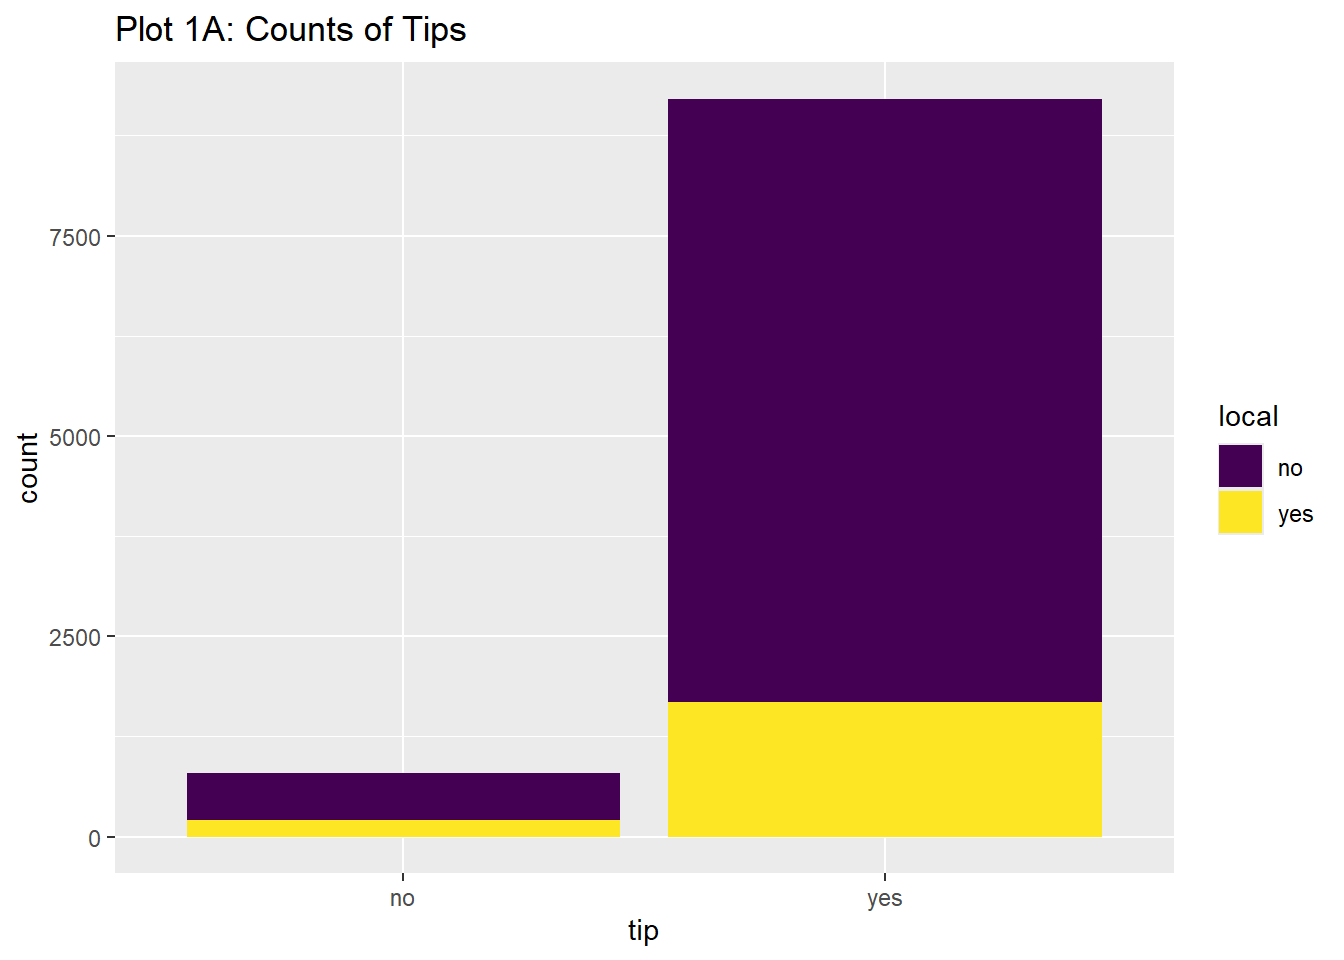 Plot 1A: Counts of Tips
7500
5000
2500
0
count
no
yes
tip
local
no
yes